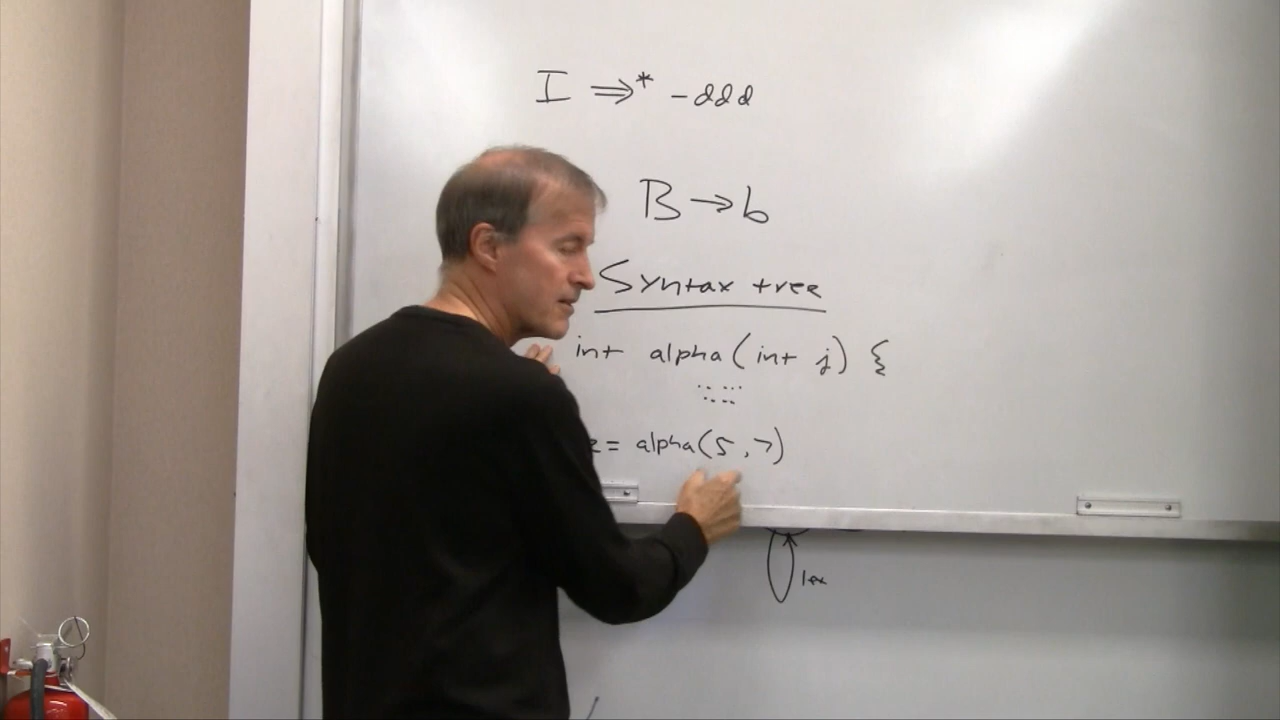 I ⇒* -ddd
B → b
Syntax tree
int alpha(int j) {
..... 
z = alpha(5,7)
lex